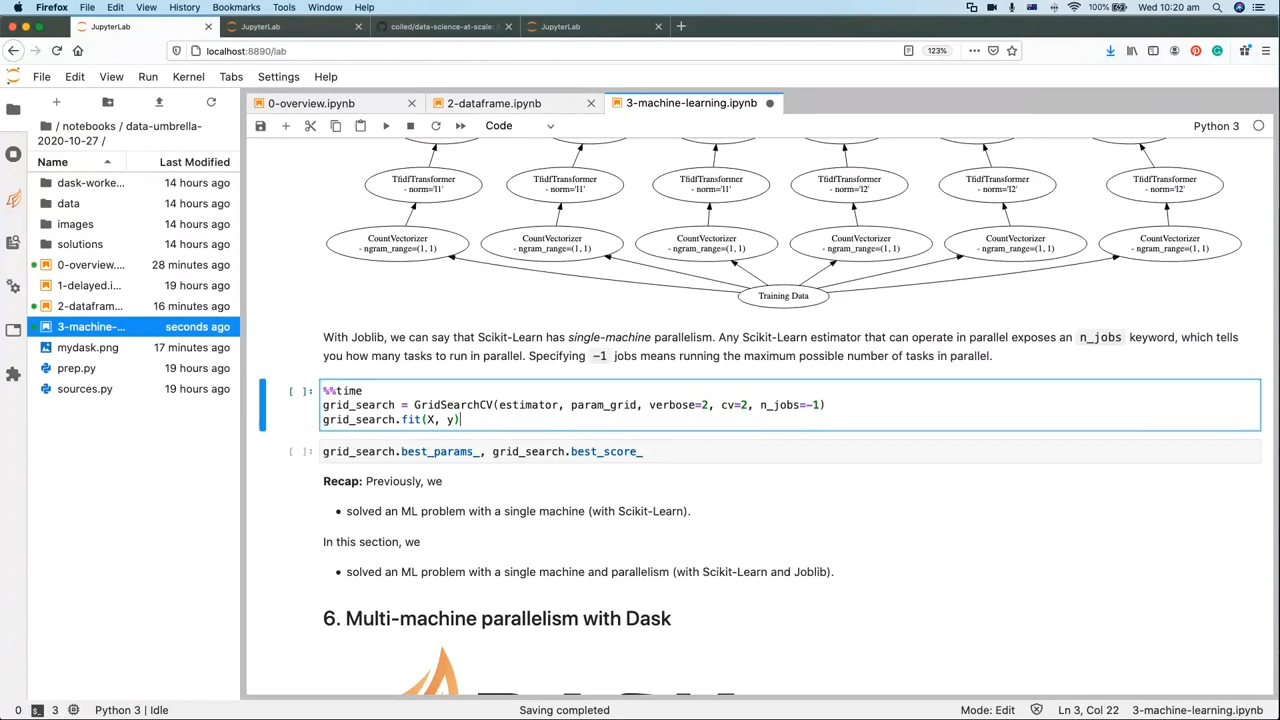 Firefox File Edit View History Bookmarks Tools Window Help 100% Wed 10:20 am
JupyterLab JupyterLab coiled/data-science-at-scale: JupyterLab
localhost:8890/lab 123%
File Edit View Run Kernel Tabs Settings Help
0-overview.ipynb 2-dataframe.ipynb 3-machine-learning.ipynb
Code Python 3
/ notebooks / data-umbrella-
2020-10-27 /
Name Last Modified
dask-worke... 14 hours ago
data 14 hours ago
images 14 hours ago
solutions 14 hours ago
0-overview.... 28 minutes ago
1-delayed.i... 19 hours ago
2-datafram... 16 minutes ago
3-machine-... seconds ago
mydask.png 17 minutes ago
prep.py 19 hours ago
sources.py 19 hours ago
TfidfTransformer TfidfTransformer TfidfTransformer TfidfTransformer TfidfTransformer TfidfTransformer
- norm='l1' - norm='l1' - norm='l1' - norm='l2' - norm='l2' - norm='l2'
CountVectorizer CountVectorizer CountVectorizer CountVectorizer CountVectorizer CountVectorizer
- ngram_range=(1, 1) - ngram_range=(1, 1) - ngram_range=(1, 1) - ngram_range=(1, 1) - ngram_range=(1, 1) - ngram_range=(1, 1)
Training Data
With Joblib, we can say that Scikit-Learn has single-machine parallelism. Any Scikit-Learn estimator that can operate in parallel exposes an n_jobs keyword, which tells
you how many tasks to run in parallel. Specifying -1 jobs means running the maximum possible number of tasks in parallel.
[ ]: %%time
grid_search = GridSearchCV(estimator, param_grid, verbose=2, cv=2, n_jobs=-1)
grid_search.fit(X, y)
[ ]: grid_search.best_params_, grid_search.best_score_
Recap: Previously, we
• solved an ML problem with a single machine (with Scikit-Learn).
In this section, we
• solved an ML problem with a single machine and parallelism (with Scikit-Learn and Joblib).
6. Multi-machine parallelism with Dask
0 3 Python 3 | Idle Saving completed Mode: Edit Ln 3, Col 22 3-machine-learning.ipynb